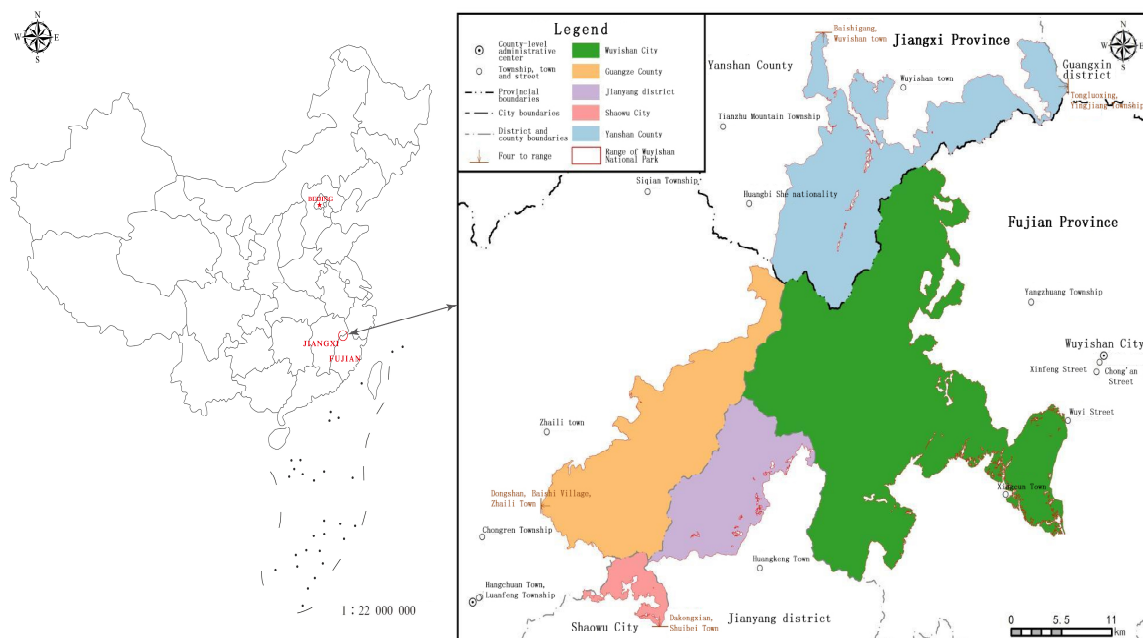 N
W
E
S
BEIJING
JIANGXI
FUJIAN
1:22 000 000
Legend
County-level
administrative
center
Township, town
and street
Provincial
boundaries
City boundaries
District and
county boundaries
Four to range
Wuyishan City
Guangze County
Jianyang district
Shaowu City
Yanshan County
Range of Wuyishan
National Park
Baishigang,
Wuyishan town
Jiangxi Province
N
W
E
S
Yanshan County
Guangxin
district
Wuyishan town
Tongluoxing,
Yingjiang Township
Tianzhu Mountain Township
Siqian Township
Huangbi She nationality
Fujian Province
Yangzhuang Township
Wuyishan City
Xinfeng Street
Chong'an
Street
Wuyi Street
Zhaili town
Xingcun Town
Dongshan, Baishi Village,
Zhaili Town
Chongren Township
Huangkeng Town
Hangchuan Town,
Luanfeng Township
Dakongxian,
Shuibei Town
Jianyang district
Shaowu City
0
5.5
11
km